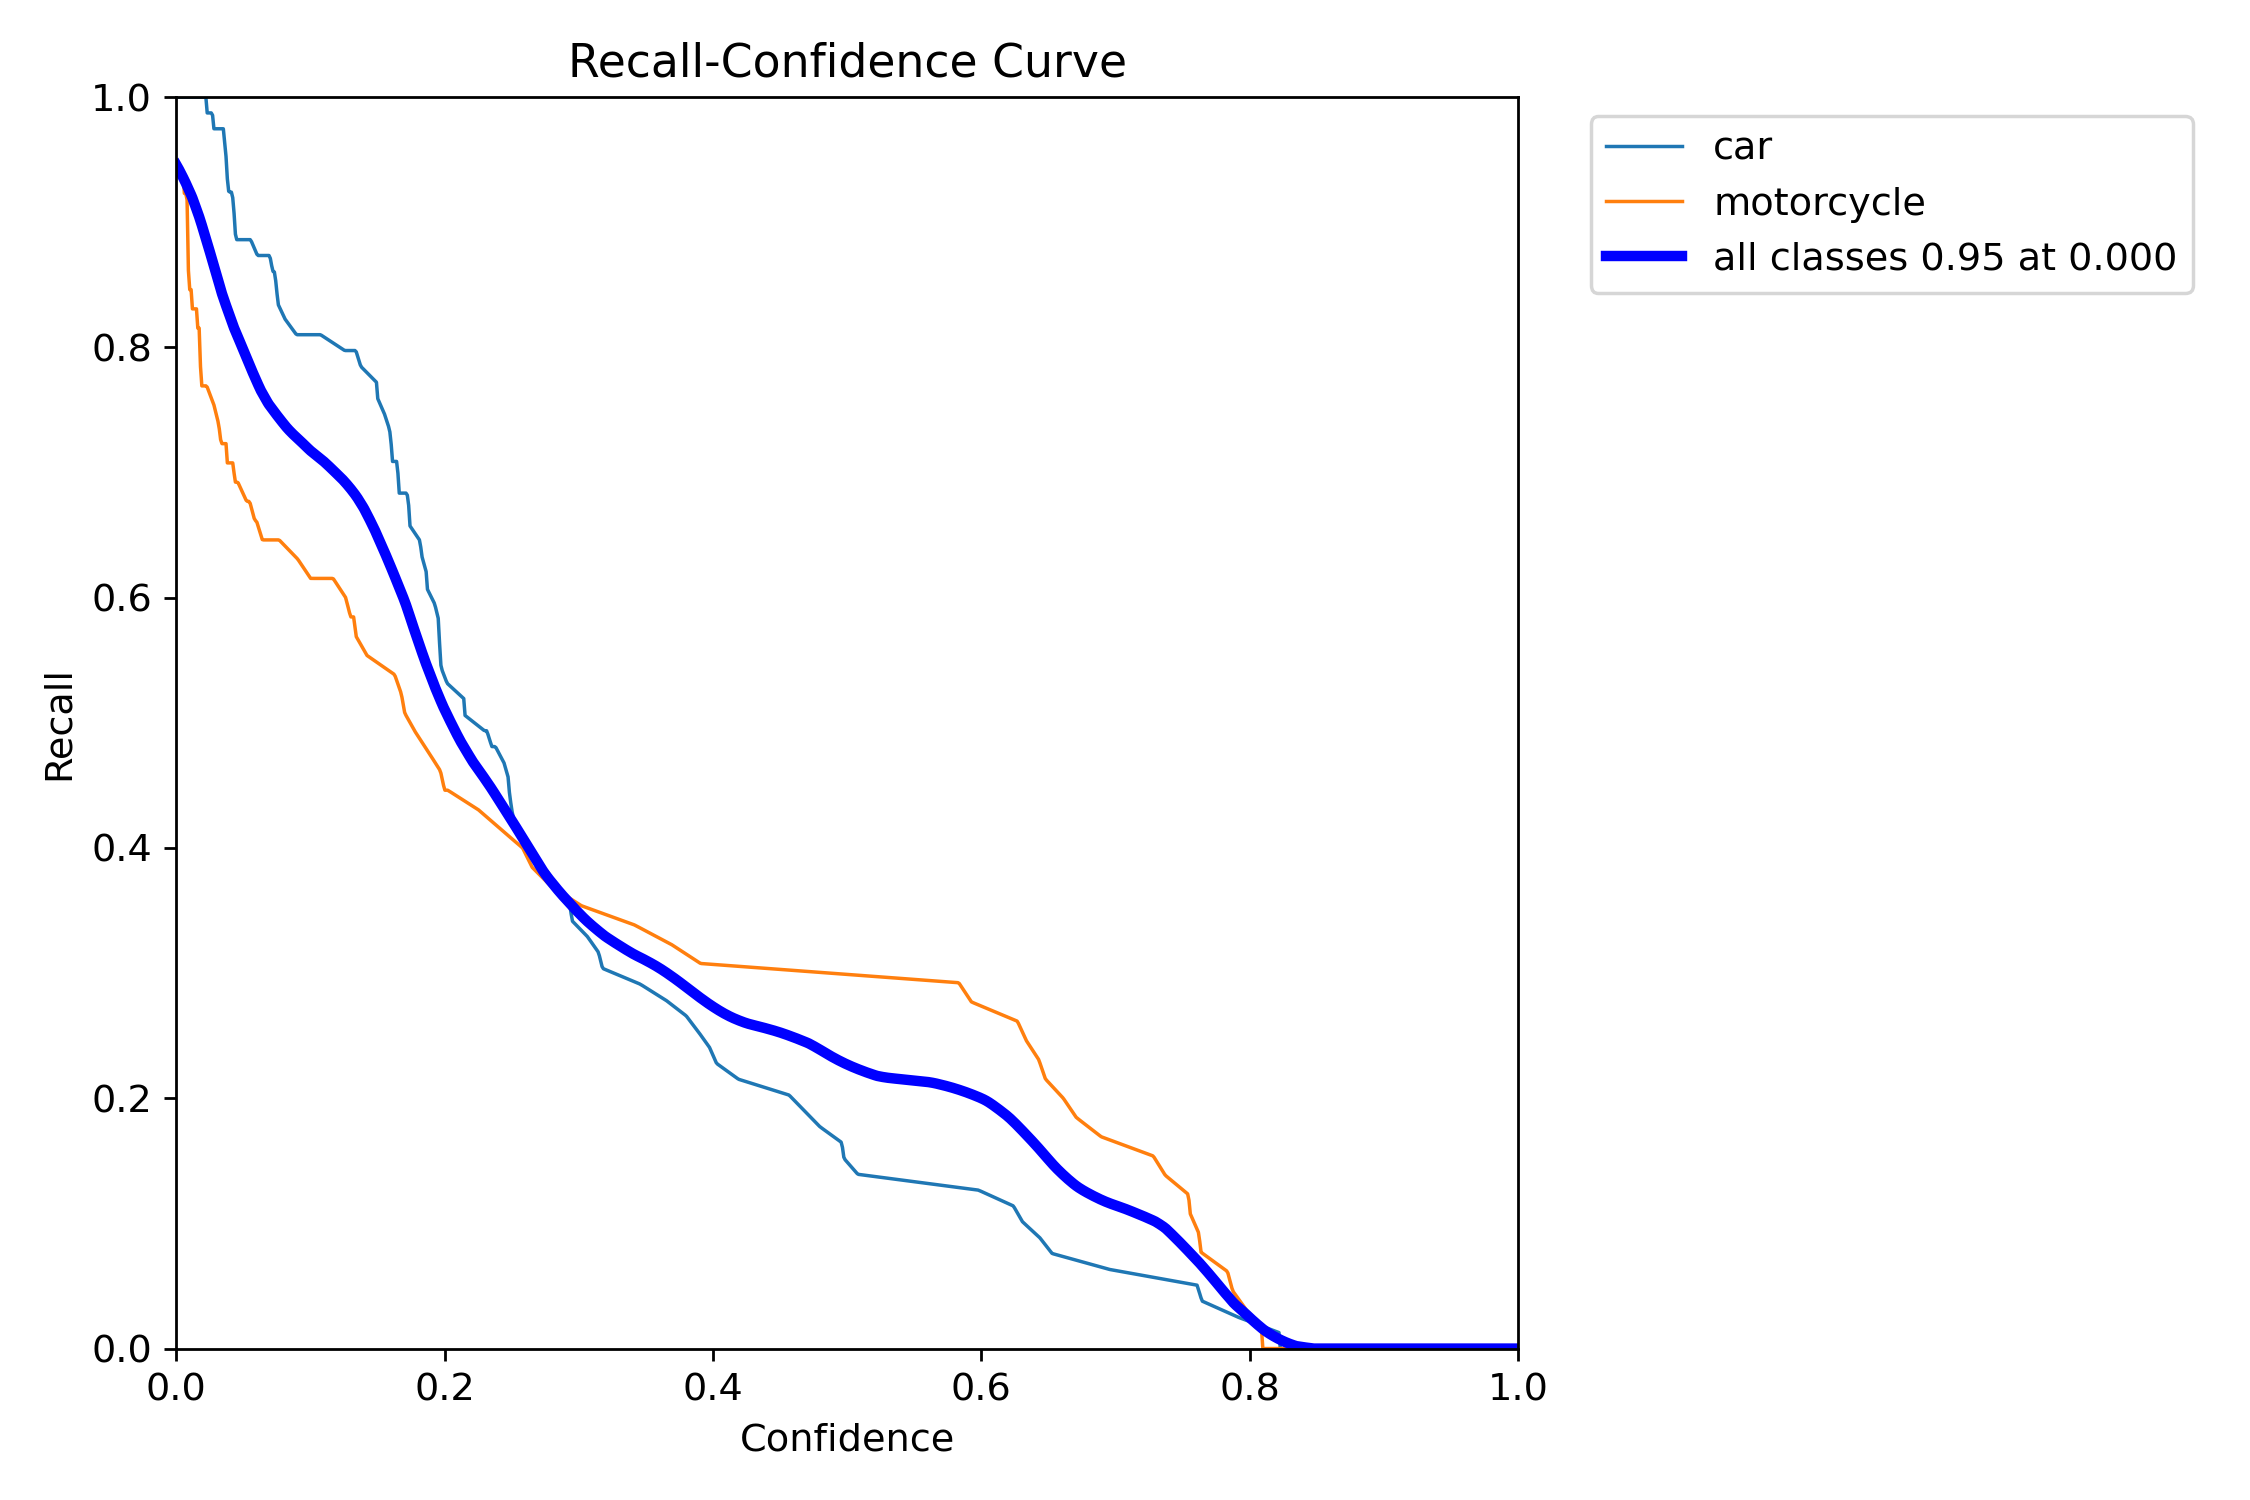 Recall-Confidence Curve
car
motorcycle
all classes 0.95 at 0.000
1.0
0.8
0.6
0.4
0.2
0.0
Recall
0.0 0.2 0.4 0.6 0.8 1.0
Confidence